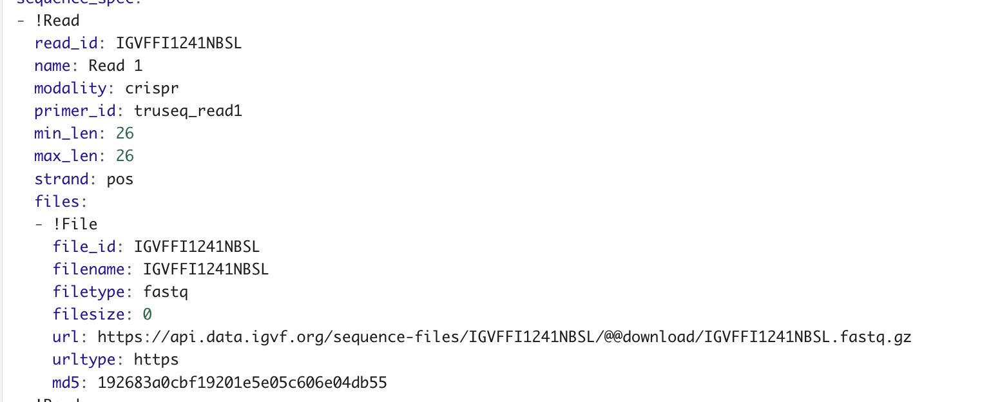 sequence_spec:
- !Read
  read_id: IGVFFI1241NBSL
  name: Read 1
  modality: crispr
  primer_id: truseq_read1
  min_len: 26
  max_len: 26
  strand: pos
  files:
  - !File
    file_id: IGVFFI1241NBSL
    filename: IGVFFI1241NBSL
    filetype: fastq
    filesize: 0
    url: https://api.data.igvf.org/sequence-files/IGVFFI1241NBSL/@@download/IGVFFI1241NBSL.fastq.gz
    urltype: https
    md5: 192683a0cbf19201e5e05c606e04db55
  !Read